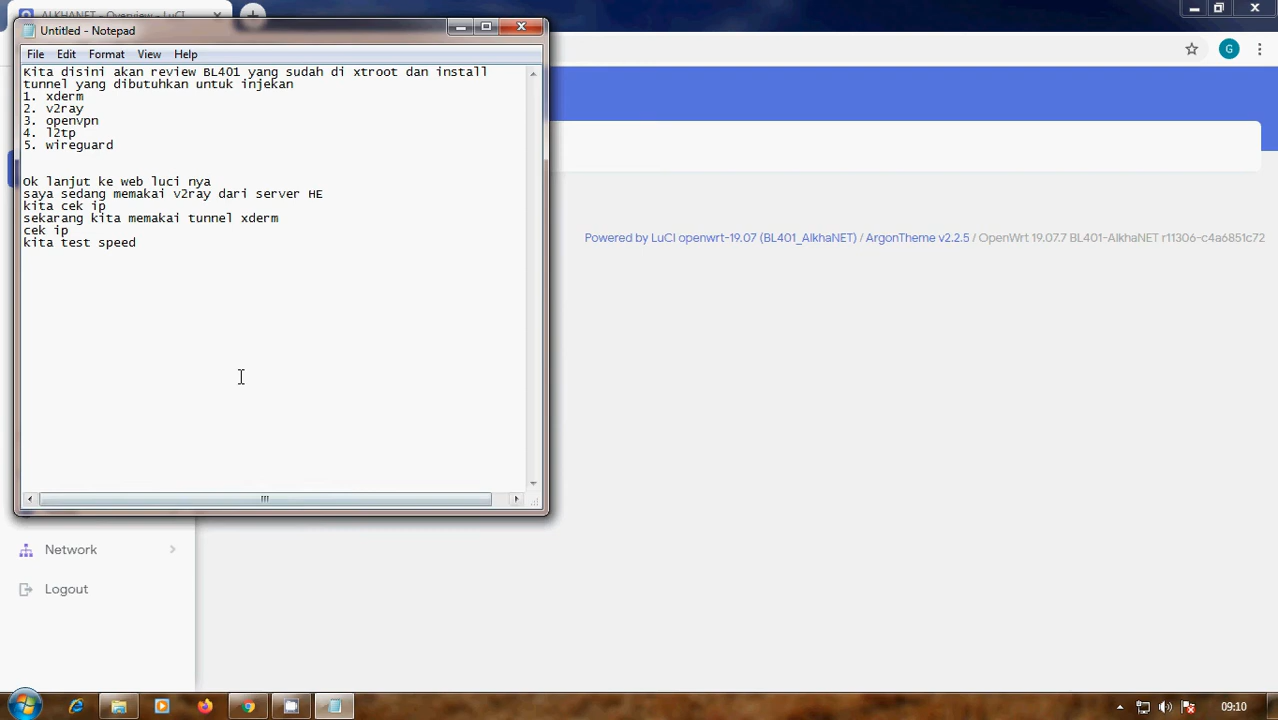 ALKHANET - Overview - LuCI
Untitled - Notepad
File Edit Format View Help
Kita disini akan review BL401 yang sudah di xtroot dan install
tunnel yang dibutuhkan untuk injekan
1. xderm
2. v2ray
3. openvpn
4. l2tp
5. wireguard
Ok lanjut ke web luci nya
saya sedang memakai v2ray dari server HE
kita cek ip
sekarang kita memakai tunnel xderm
cek ip
kita test speed
G
Powered by LuCI openwrt-19.07 (BL401_AlkhaNET) / ArgonTheme v2.2.5 / OpenWrt 19.07.7 BL401-AlkhaNET r11306-c4a6851c72
Network
Logout
09:10